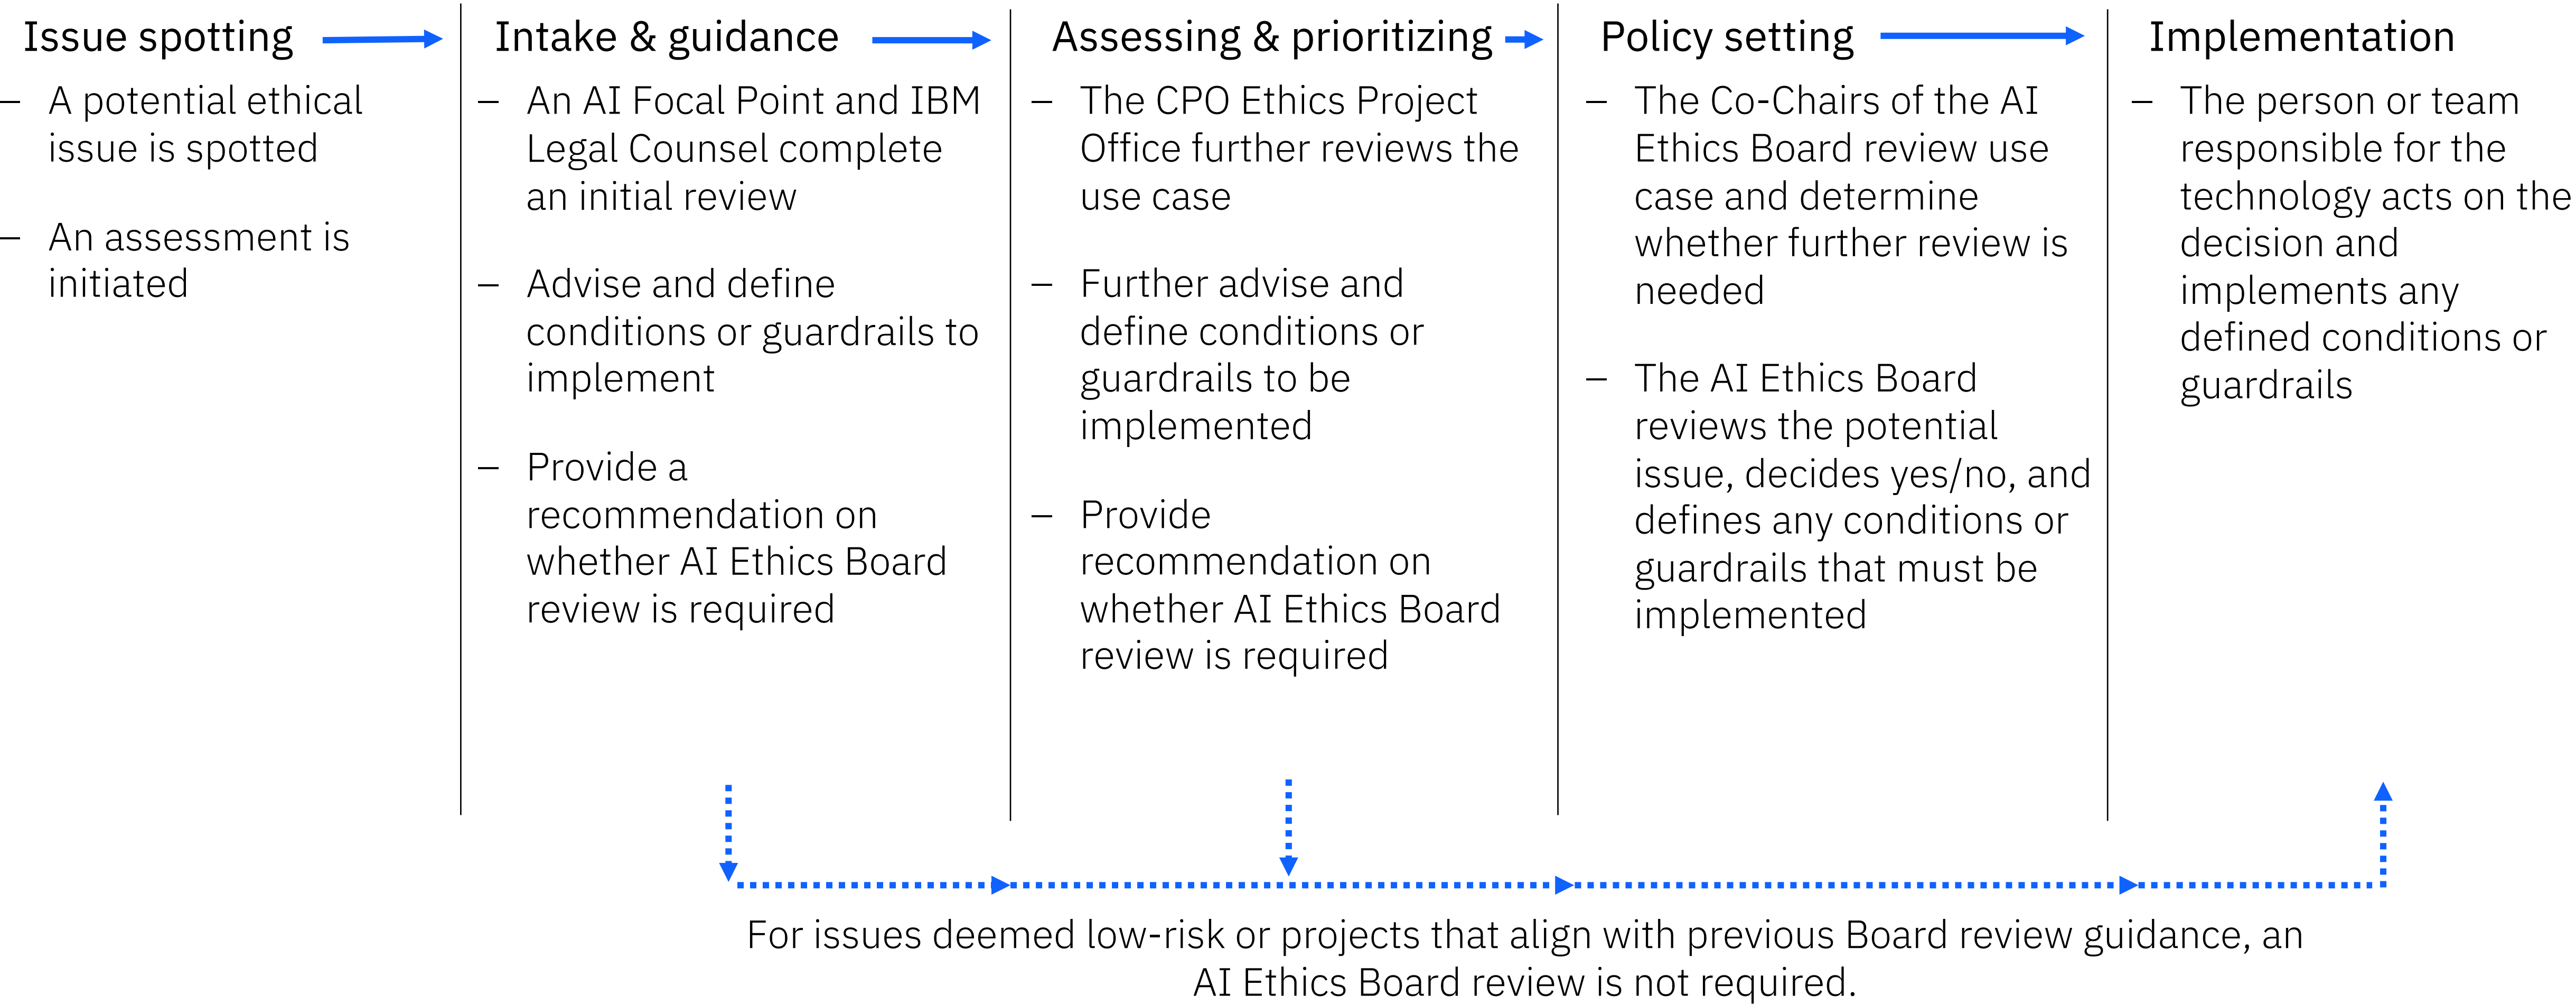 Issue spotting
– A potential ethical
issue is spotted
– An assessment is
initiated
Intake & guidance
– An AI Focal Point and IBM
Legal Counsel complete
an initial review
– Advise and define
conditions or guardrails to
implement
– Provide a
recommendation on
whether AI Ethics Board
review is required
Assessing & prioritizing
– The CPO Ethics Project
Office further reviews the
use case
– Further advise and
define conditions or
guardrails to be
implemented
– Provide
recommendation on
whether AI Ethics Board
review is required
Policy setting
– The Co-Chairs of the AI
Ethics Board review use
case and determine
whether further review is
needed
– The AI Ethics Board
reviews the potential
issue, decides yes/no, and
defines any conditions or
guardrails that must be
implemented
Implementation
– The person or team
responsible for the
technology acts on the
decision and
implements any
defined conditions or
guardrails
For issues deemed low-risk or projects that align with previous Board review guidance, an
AI Ethics Board review is not required.